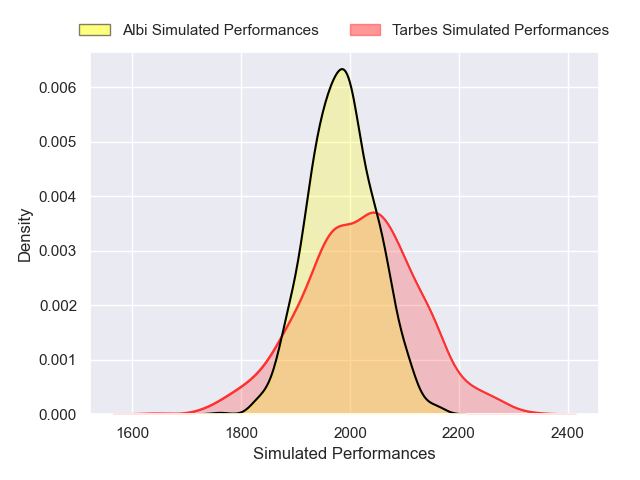 Albi Simulated Performances Tarbes Simulated Performances
0.006
0.005
0.004
0.003
0.002
0.001
0.000
Density
1600 1800 2000 2200 2400
Simulated Performances